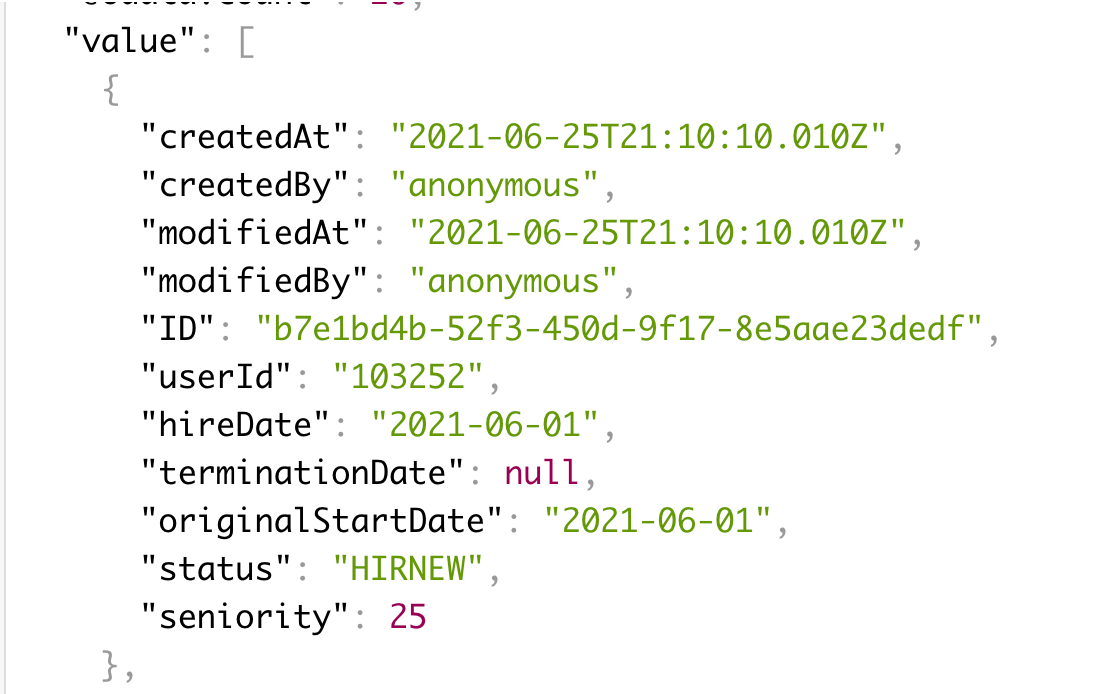 "value": [
{
"createdAt": "2021-06-25T21:10:10.010Z",
"createdBy": "anonymous",
"modifiedAt": "2021-06-25T21:10:10.010Z",
"modifiedBy": "anonymous",
"ID": "b7e1bd4b-52f3-450d-9f17-8e5aae23dedf",
"userId": "103252",
"hireDate": "2021-06-01",
"terminationDate": null,
"originalStartDate": "2021-06-01",
"status": "HIRNEW",
"seniority": 25
},